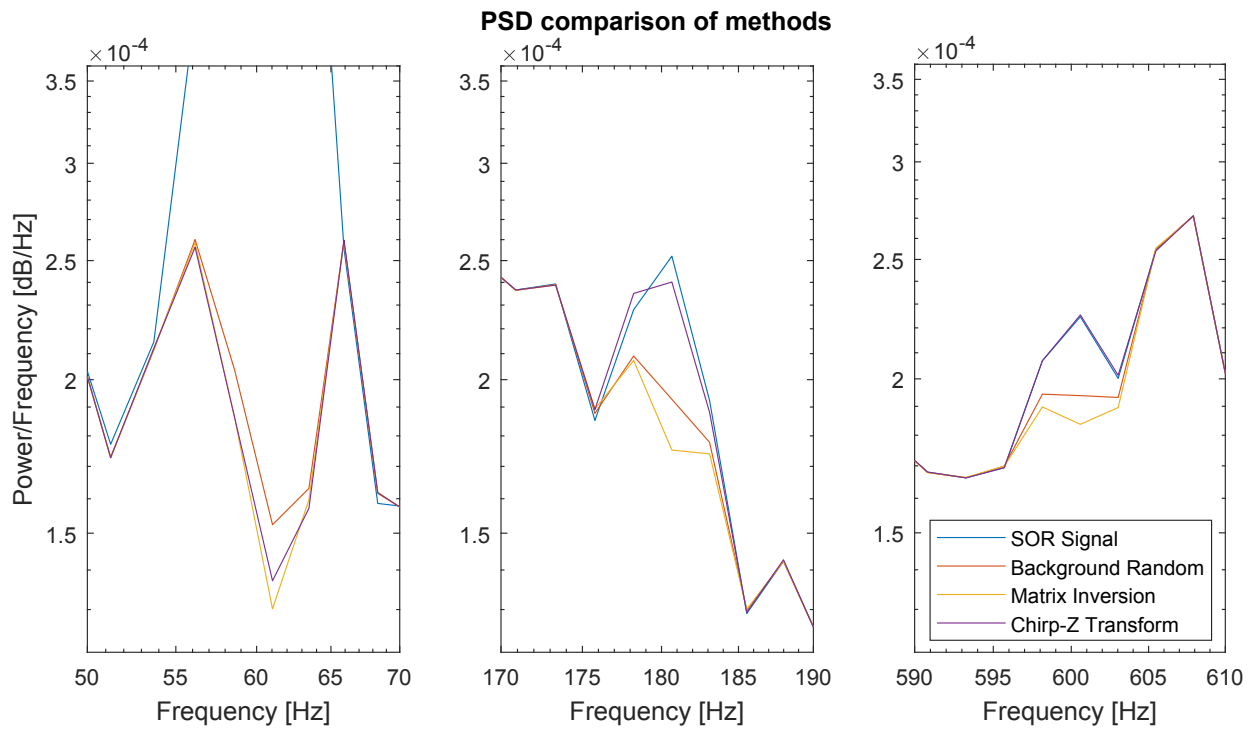 PSD comparison of methods
× 10⁻⁴
3.5
3
2.5
2
1.5
50 55 60 65 70
Frequency [Hz]
Power/Frequency [dB/Hz]
× 10⁻⁴
3.5
3
2.5
2
1.5
170 175 180 185 190
Frequency [Hz]
× 10⁻⁴
3.5
3
2.5
2
1.5
590 595 600 605 610
Frequency [Hz]
SOR Signal
Background Random
Matrix Inversion
Chirp-Z Transform